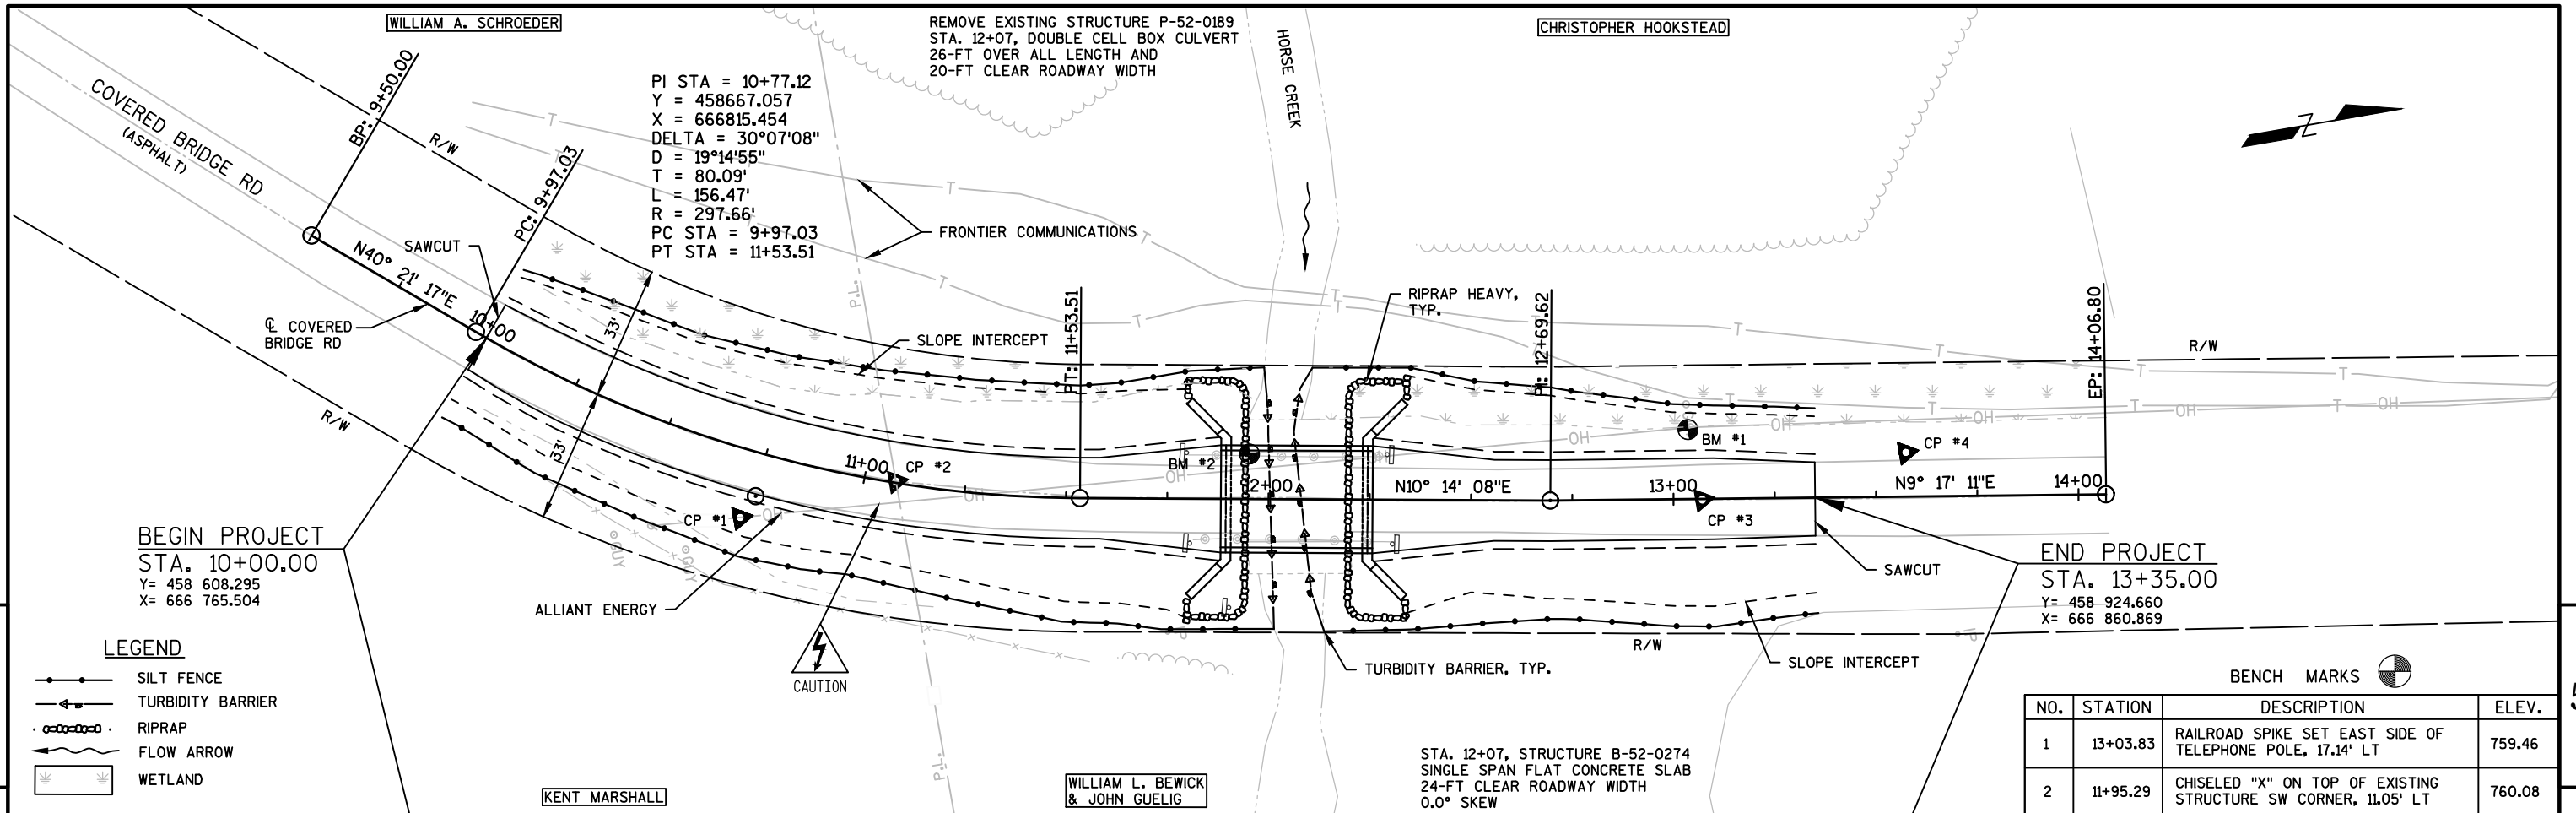 WILLIAM A. SCHROEDER
REMOVE EXISTING STRUCTURE P-52-0189
STA. 12+07, DOUBLE CELL BOX CULVERT
26-FT OVER ALL LENGTH AND
20-FT CLEAR ROADWAY WIDTH
CHRISTOPHER HOOKSTEAD
HORSE CREEK
COVERED BRIDGE RD
(ASPHALT)
BP: 9+50.00
R/W
PC: 9+97.03
PI STA = 10+77.12
Y = 458667.057
X = 666815.454
DELTA = 30°07'08"
D = 19°14'55"
T = 80.09'
L = 156.47'
R = 297.66'
PC STA = 9+97.03
PT STA = 11+53.51
T
T
T
T
T
T
T
T
T
T
T
T
T
T
Z
FRONTIER COMMUNICATIONS
SAWCUT
N40° 21' 17"E
℄ COVERED
BRIDGE RD
10+00
33'
33'
P.L.
SLOPE INTERCEPT
PT: 11+53.51
RIPRAP HEAVY,
TYP.
PI: 12+69.62
EP: 14+06.80
R/W
R/W
OH
OH
OH
OH
OH
OH
OH
OH
BM #1
BM #2
CP #4
11+00
CP #2
12+00
N10° 14' 08"E
13+00
N9° 17' 11"E
14+00
CP #1
CP #3
GUY
GUY
BEGIN PROJECT
STA. 10+00.00
Y= 458 608.295
X= 666 765.504
ALLIANT ENERGY
CAUTION
SAWCUT
END PROJECT
STA. 13+35.00
Y= 458 924.660
X= 666 860.869
R/W
SLOPE INTERCEPT
TURBIDITY BARRIER, TYP.
P.L.
LEGEND
SILT FENCE
TURBIDITY BARRIER
RIPRAP
FLOW ARROW
WETLAND
KENT MARSHALL
WILLIAM L. BEWICK
& JOHN GUELIG
STA. 12+07, STRUCTURE B-52-0274
SINGLE SPAN FLAT CONCRETE SLAB
24-FT CLEAR ROADWAY WIDTH
0.0° SKEW
BENCH MARKS
NO. STATION DESCRIPTION ELEV.
1 13+03.83 RAILROAD SPIKE SET EAST SIDE OF
TELEPHONE POLE, 17.14' LT 759.46
2 11+95.29 CHISELED "X" ON TOP OF EXISTING
STRUCTURE SW CORNER, 11.05' LT 760.08